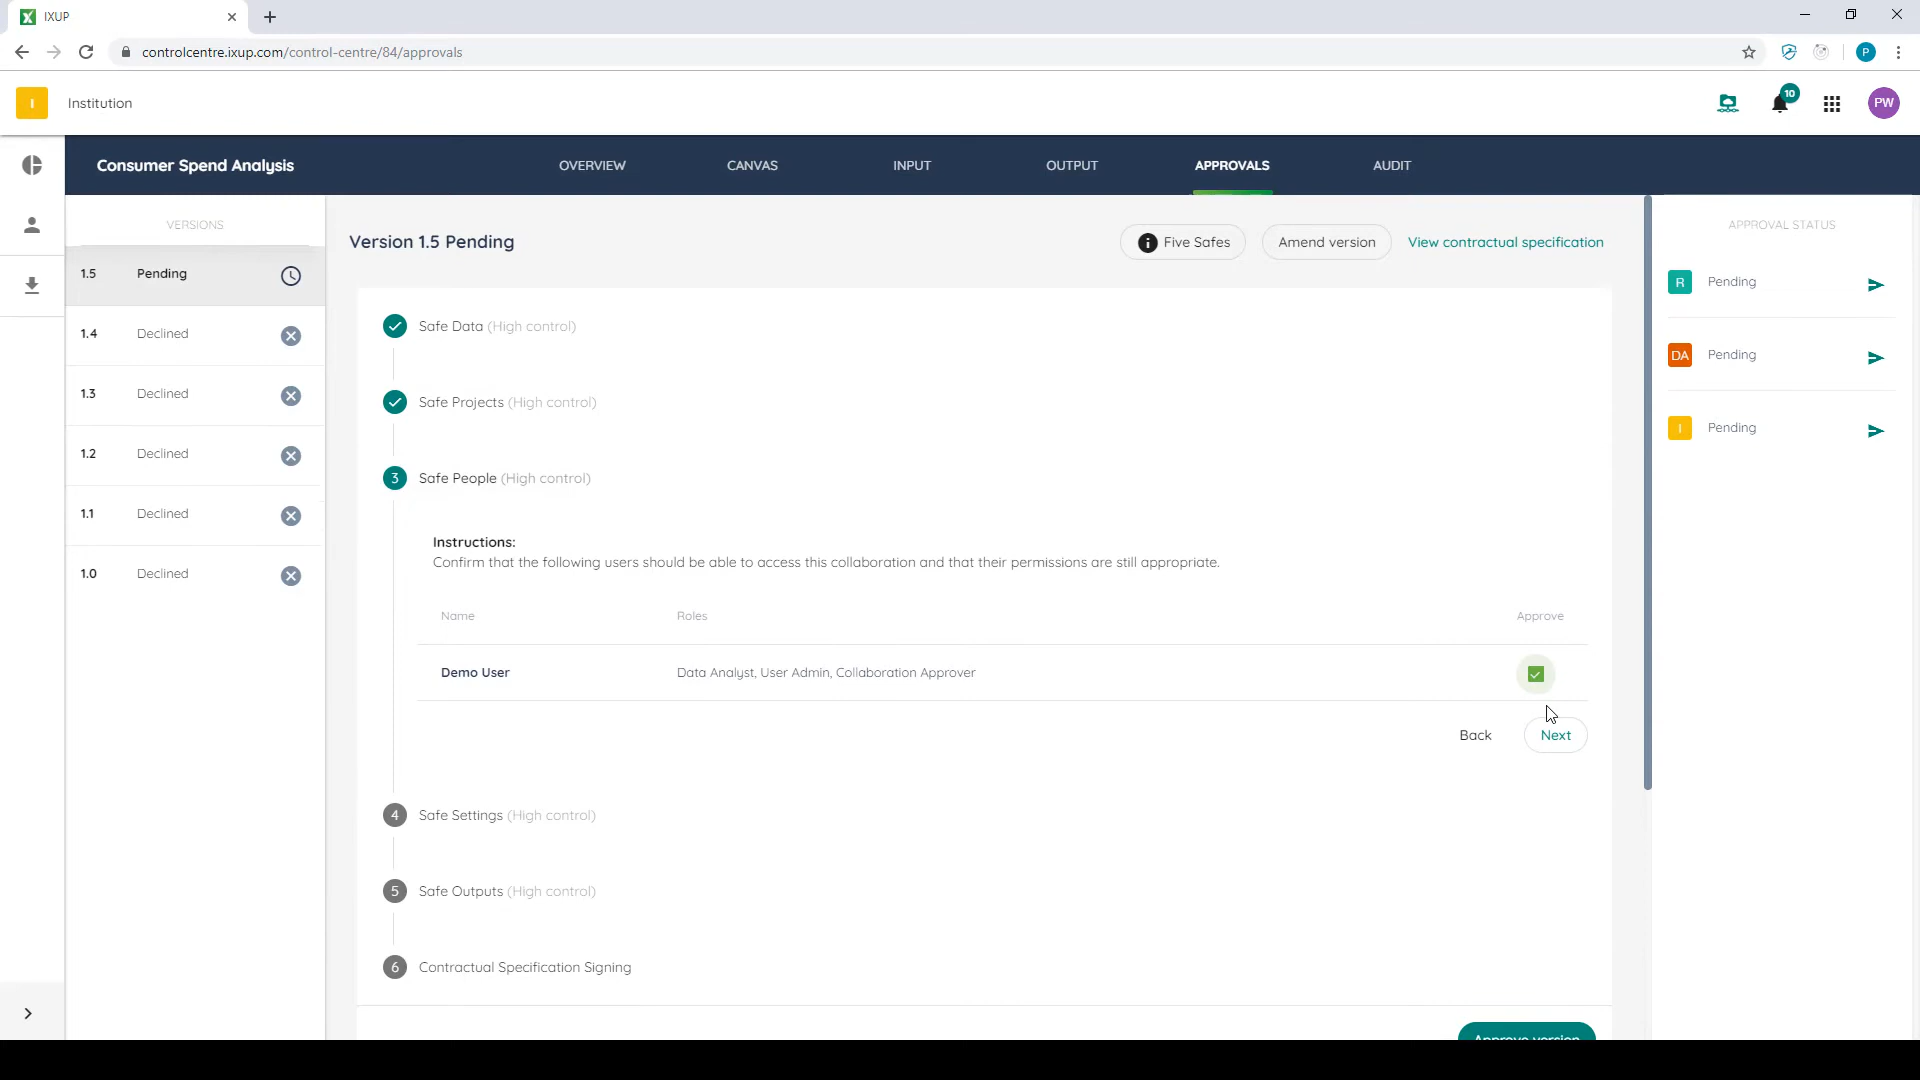 IXUP
controlcentre.ixup.com/control-centre/84/approvals
P
I
Institution
10
PW
Consumer Spend Analysis
OVERVIEW
CANVAS
INPUT
OUTPUT
APPROVALS
AUDIT
VERSIONS
1.5 Pending
1.4 Declined
1.3 Declined
1.2 Declined
1.1 Declined
1.0 Declined
Version 1.5 Pending
Five Safes
Amend version
View contractual specification
Safe Data (High control)
Safe Projects (High control)
3 Safe People (High control)
Instructions:
Confirm that the following users should be able to access this collaboration and that their permissions are still appropriate.
Name Roles Approve
Demo User Data Analyst, User Admin, Collaboration Approver
Back Next
4 Safe Settings (High control)
5 Safe Outputs (High control)
6 Contractual Specification Signing
Approve version
APPROVAL STATUS
R Pending
DA Pending
I Pending